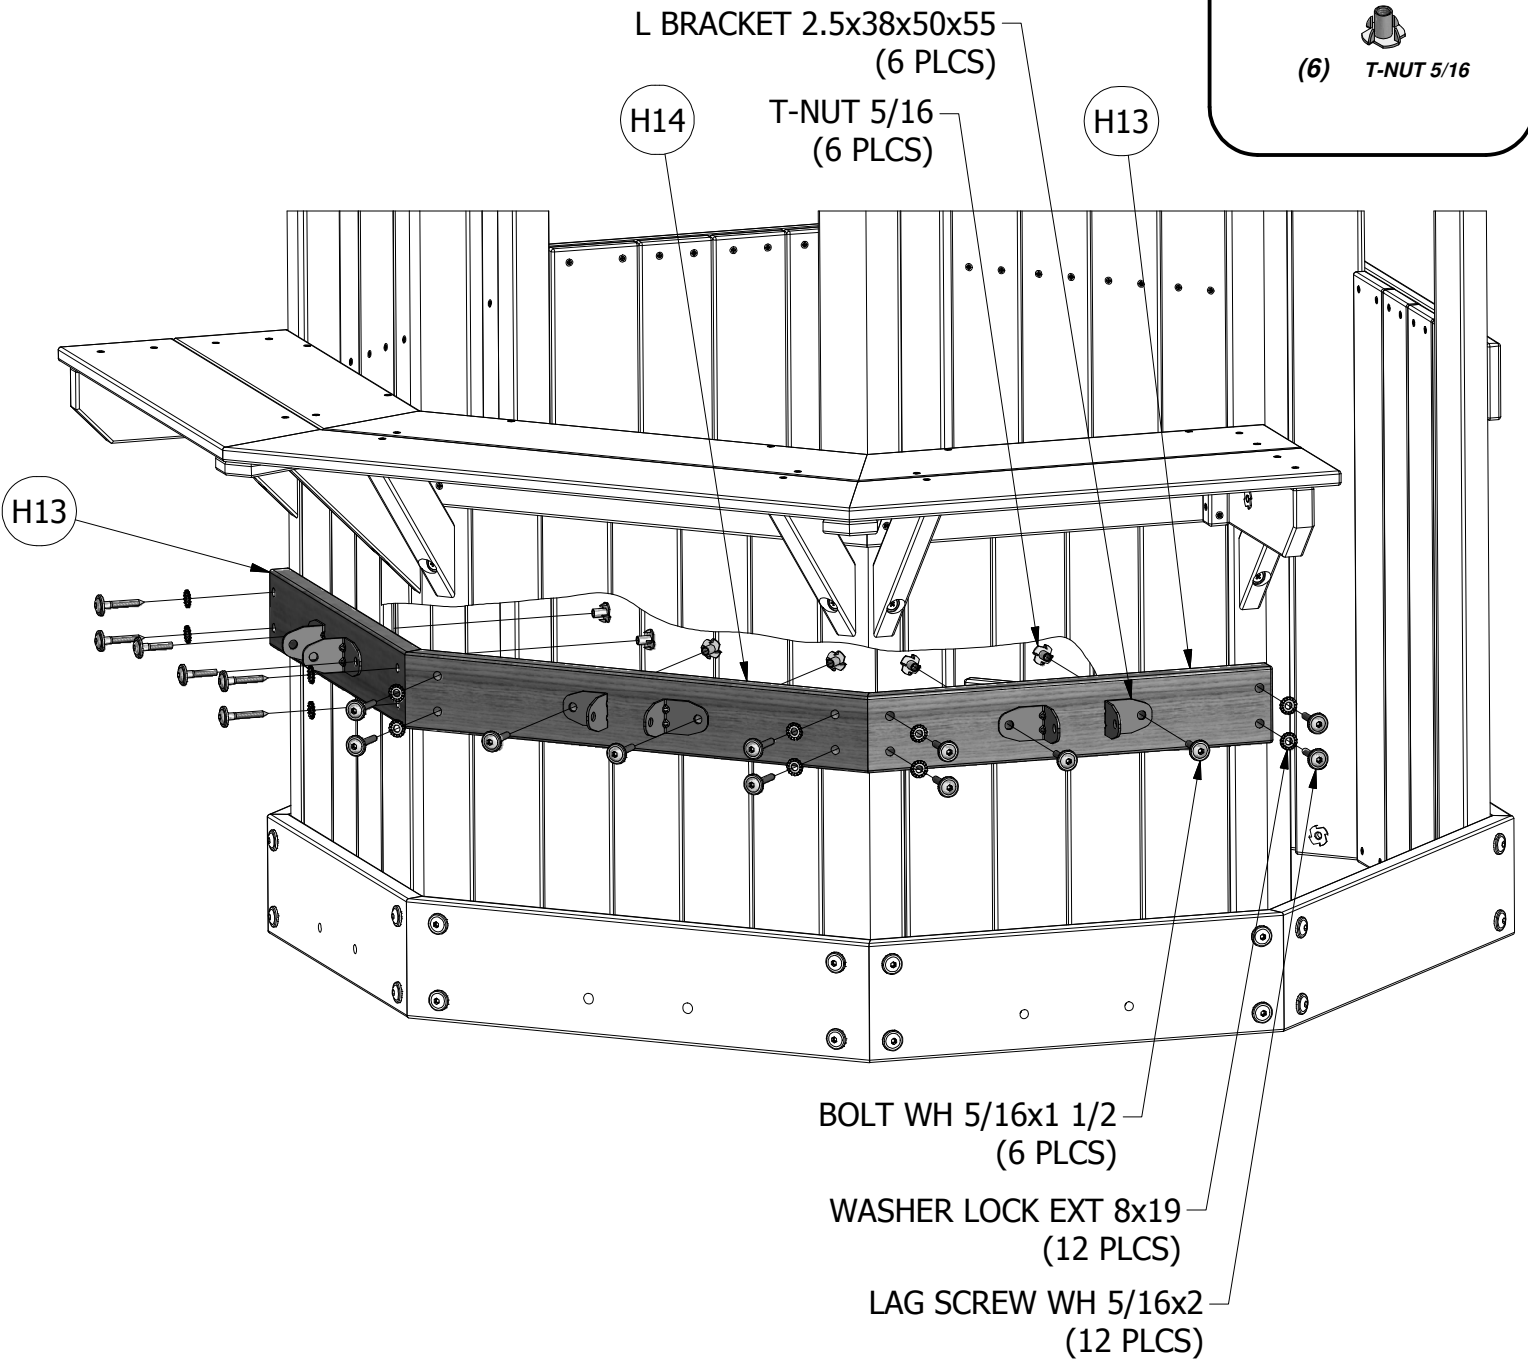 L BRACKET 2.5x38x50x55
(6 PLCS)
(6) T-NUT 5/16
H14
T-NUT 5/16
(6 PLCS)
H13
H13
BOLT WH 5/16x1 1/2
(6 PLCS)
WASHER LOCK EXT 8x19
(12 PLCS)
LAG SCREW WH 5/16x2
(12 PLCS)